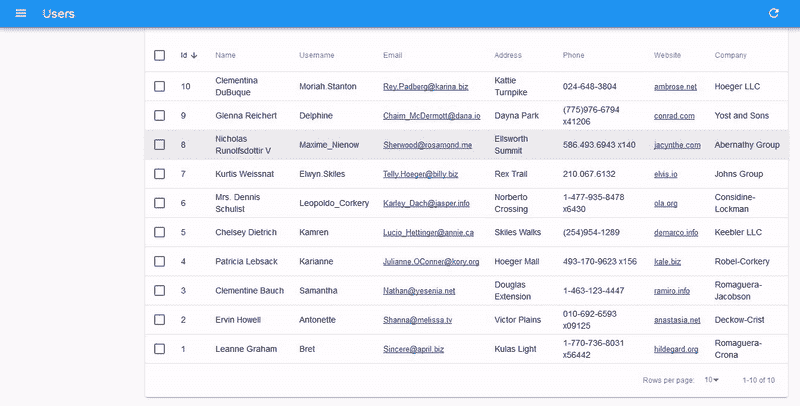 Users
Id Name Username Email Address Phone Website Company
10 Clementina DuBuque Moriah.Stanton Rey.Padberg@karina.biz Kattie Turnpike 024-648-3804 ambrose.net Hoeger LLC
9 Glenna Reichert Delphine Chaim_McDermott@dana.io Dayna Park (775)976-6794 x41206 conrad.com Yost and Sons
8 Nicholas Runolfsdottir V Maxime_Nienow Sherwood@rosamond.me Ellsworth Summit 586.493.6943 x140 jacynthe.com Abernathy Group
7 Kurtis Weissnat Elwyn.Skiles Telly.Hoeger@billy.biz Rex Trail 210.067.6132 elvis.io Johns Group
6 Mrs. Dennis Schulist Leopoldo_Corkery Karley_Dach@jasper.info Norberto Crossing 1-477-935-8478 x6430 ola.org Considine-Lockman
5 Chelsey Dietrich Kamren Lucio_Hettinger@annie.ca Skiles Walks (254)954-1289 demarco.info Keebler LLC
4 Patricia Lebsack Karianne Julianne.OConner@kory.org Hoeger Mall 493-170-9623 x156 kale.biz Robel-Corkery
3 Clementine Bauch Samantha Nathan@yesenia.net Douglas Extension 1-463-123-4447 ramiro.info Romaguera-Jacobson
2 Ervin Howell Antonette Shanna@melissa.tv Victor Plains 010-692-6593 x09125 anastasia.net Deckow-Crist
1 Leanne Graham Bret Sincere@april.biz Kulas Light 1-770-736-8031 x56442 hildegard.org Romaguera-Crona
Rows per page: 10 1-10 of 10